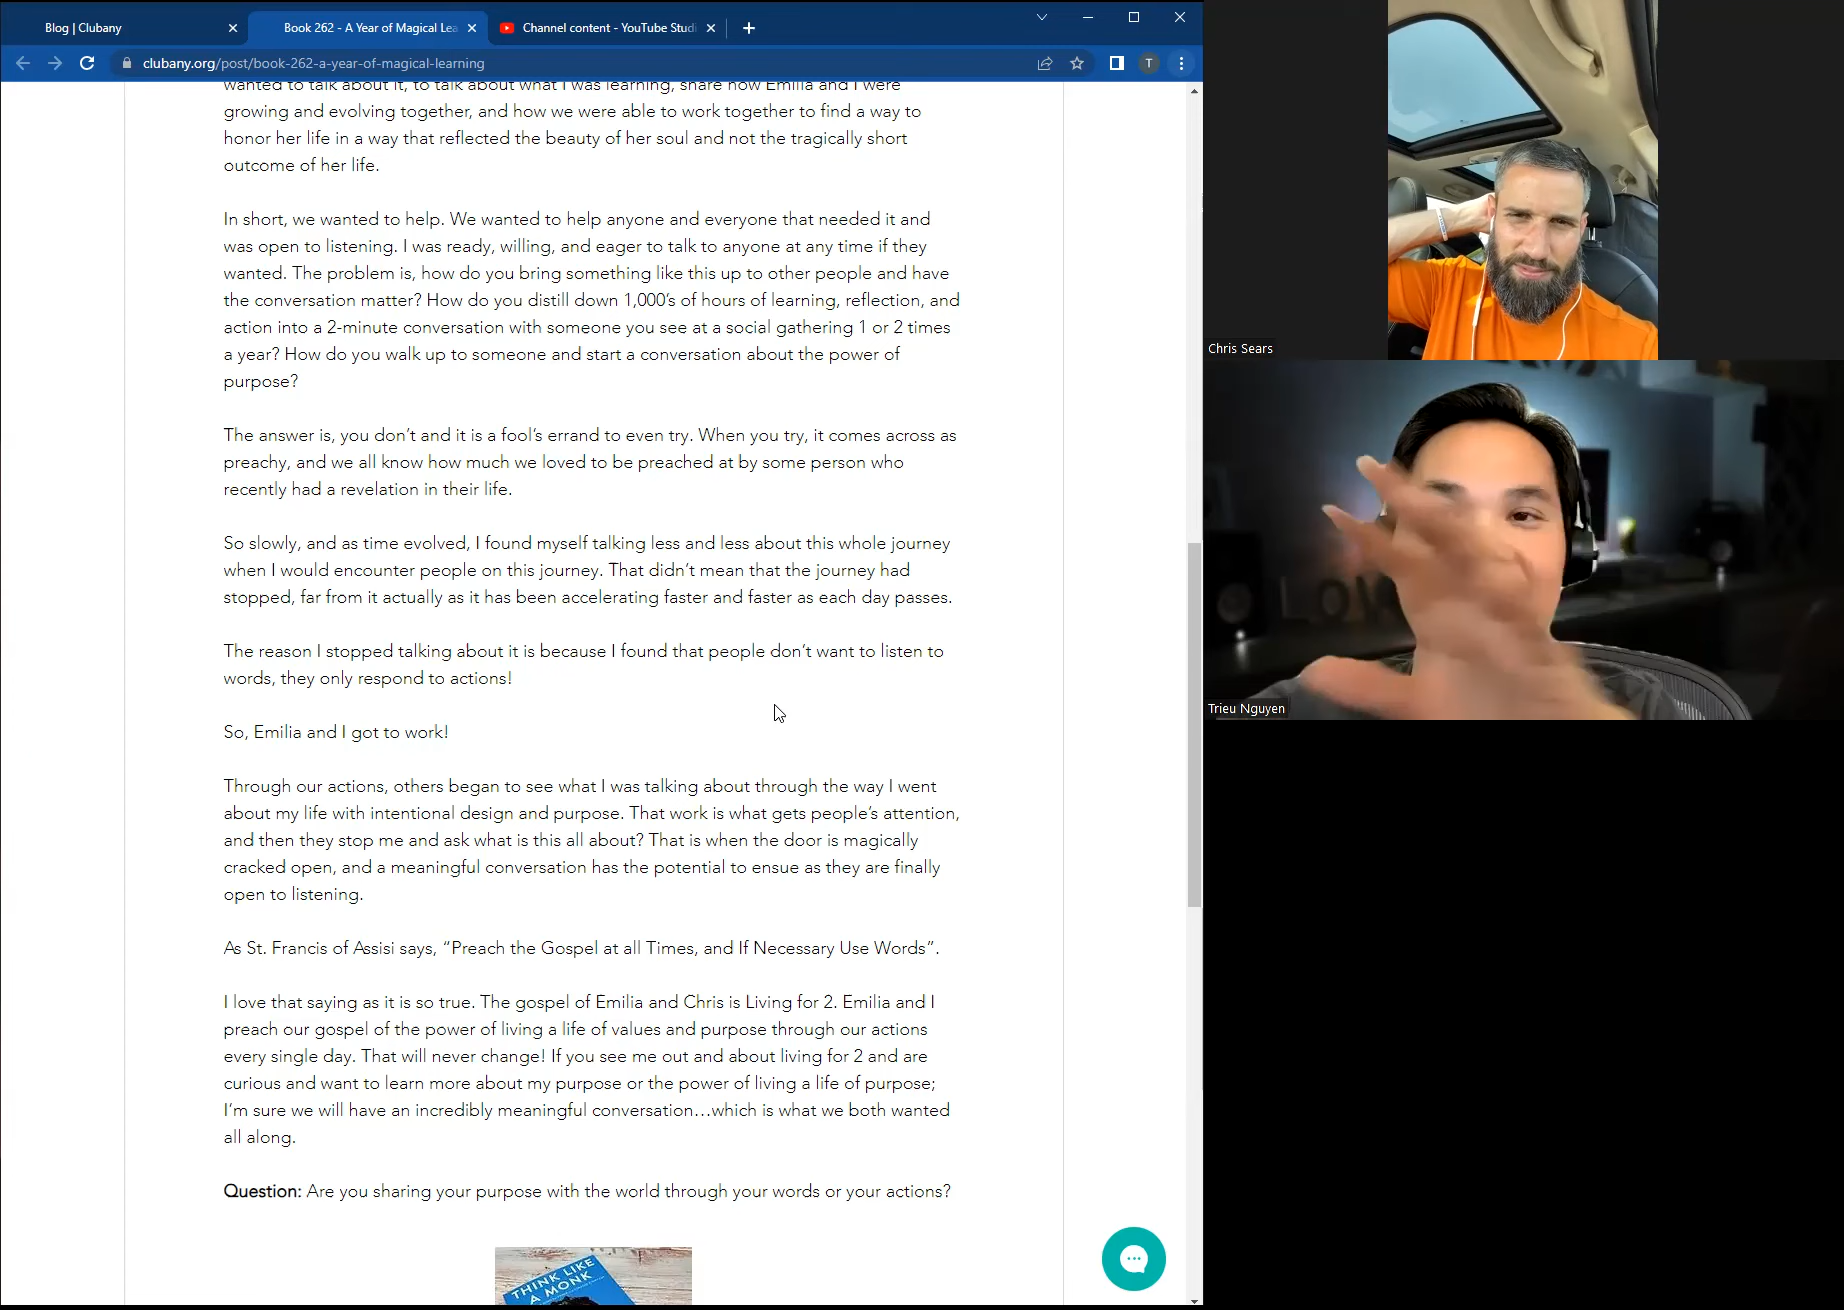 Blog | Clubany
Book 262 - A Year of Magical Lea
Channel content - YouTube Studi
clubany.org/post/book-262-a-year-of-magical-learning
T
wanted to talk about it, to talk about what I was learning, share how Emilia and I were
growing and evolving together, and how we were able to work together to find a way to
honor her life in a way that reflected the beauty of her soul and not the tragically short
outcome of her life.
In short, we wanted to help. We wanted to help anyone and everyone that needed it and
was open to listening. I was ready, willing, and eager to talk to anyone at any time if they
wanted. The problem is, how do you bring something like this up to other people and have
the conversation matter? How do you distill down 1,000’s of hours of learning, reflection, and
action into a 2-minute conversation with someone you see at a social gathering 1 or 2 times
a year? How do you walk up to someone and start a conversation about the power of
purpose?
The answer is, you don’t and it is a fool’s errand to even try. When you try, it comes across as
preachy, and we all know how much we loved to be preached at by some person who
recently had a revelation in their life.
So slowly, and as time evolved, I found myself talking less and less about this whole journey
when I would encounter people on this journey. That didn’t mean that the journey had
stopped, far from it actually as it has been accelerating faster and faster as each day passes.
The reason I stopped talking about it is because I found that people don’t want to listen to
words, they only respond to actions!
So, Emilia and I got to work!
Through our actions, others began to see what I was talking about through the way I went
about my life with intentional design and purpose. That work is what gets people’s attention,
and then they stop me and ask what is this all about? That is when the door is magically
cracked open, and a meaningful conversation has the potential to ensue as they are finally
open to listening.
As St. Francis of Assisi says, “Preach the Gospel at all Times, and If Necessary Use Words”.
I love that saying as it is so true. The gospel of Emilia and Chris is Living for 2. Emilia and I
preach our gospel of the power of living a life of values and purpose through our actions
every single day. That will never change! If you see me out and about living for 2 and are
curious and want to learn more about my purpose or the power of living a life of purpose;
I’m sure we will have an incredibly meaningful conversation…which is what we both wanted
all along.
Question: Are you sharing your purpose with the world through your words or your actions?
THINK LIKE
A MONK
Chris Sears
Trieu Nguyen